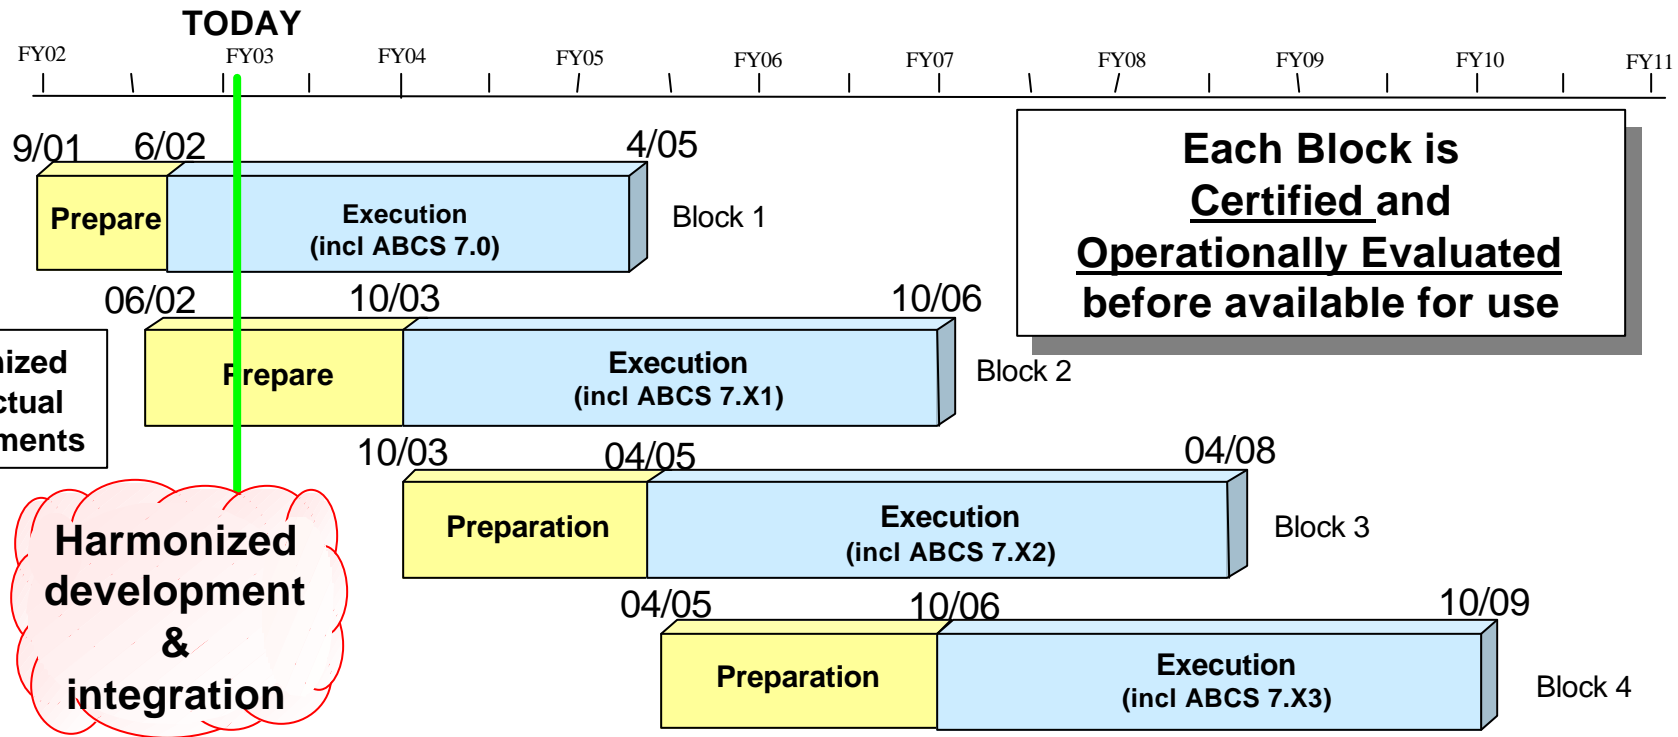 TODAY
FY02 FY03 FY04 FY05 FY06 FY07 FY08 FY09 FY10 FY11
9/01 6/02 4/05
Prepare
Execution
(incl ABCS 7.0)
Block 1
Each Block is
Certified and
Operationally Evaluated
before available for use
06/02 10/03 10/06
Prepare
Execution
(incl ABCS 7.X1)
Block 2
nized
ctual
ments
10/03 04/05 04/08
Preparation
Execution
(incl ABCS 7.X2)
Block 3
Harmonized
development
&
integration
04/05 10/06 10/09
Preparation
Execution
(incl ABCS 7.X3)
Block 4